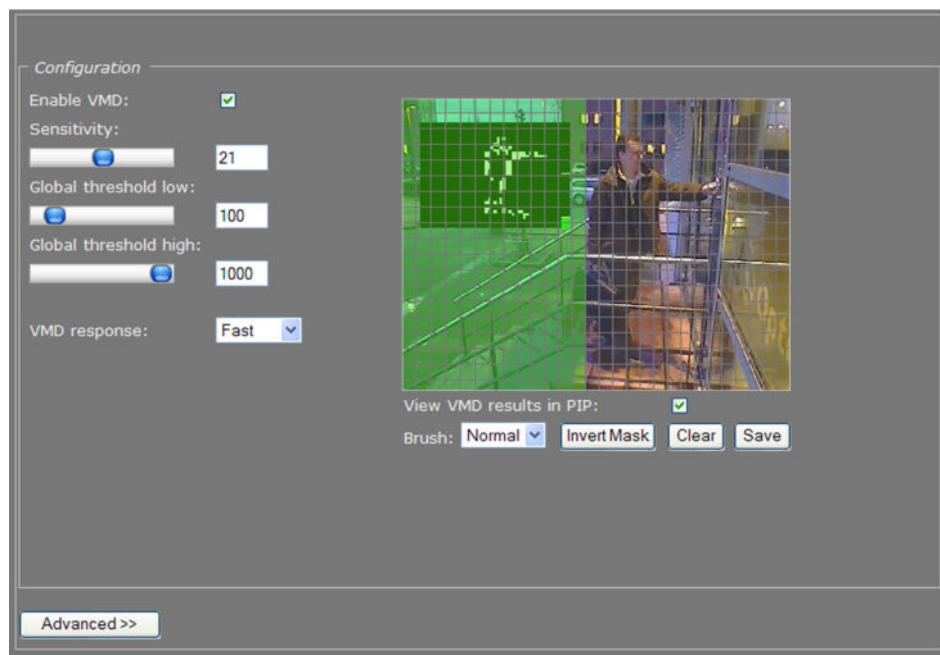 Configuration
Enable VMD:
Sensitivity:
21
Global threshold low:
100
Global threshold high:
1000
VMD response: Fast
View VMD results in PIP:
Brush: Normal Invert Mask Clear Save
Advanced >>